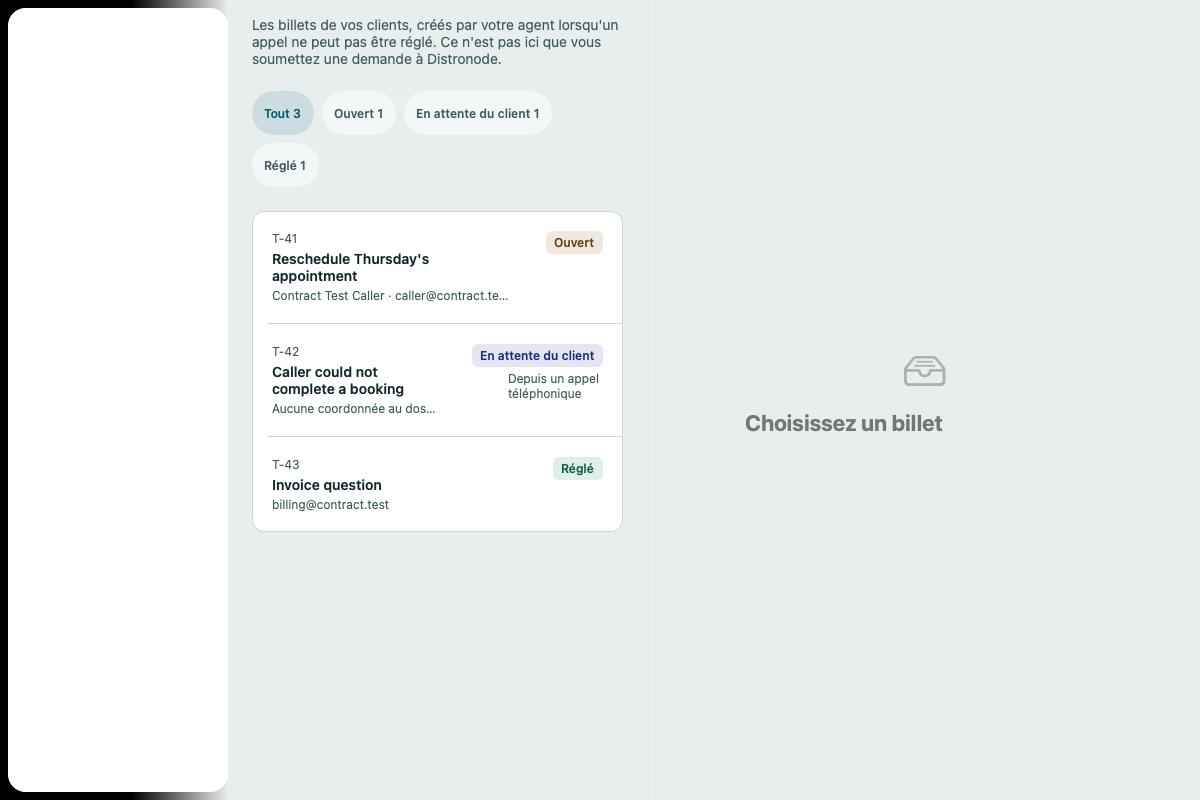 Les billets de vos clients, créés par votre agent lorsqu'un
appel ne peut pas être réglé. Ce n'est pas ici que vous
soumettez une demande à Distronode.
Tout 3
Ouvert 1
En attente du client 1
Réglé 1
T-41
Ouvert
Reschedule Thursday's
appointment
Contract Test Caller · caller@contract.te...
T-42
En attente du client
Caller could not
complete a booking
Depuis un appel
téléphonique
Aucune coordonnée au dos...
T-43
Réglé
Invoice question
billing@contract.test
Choisissez un billet